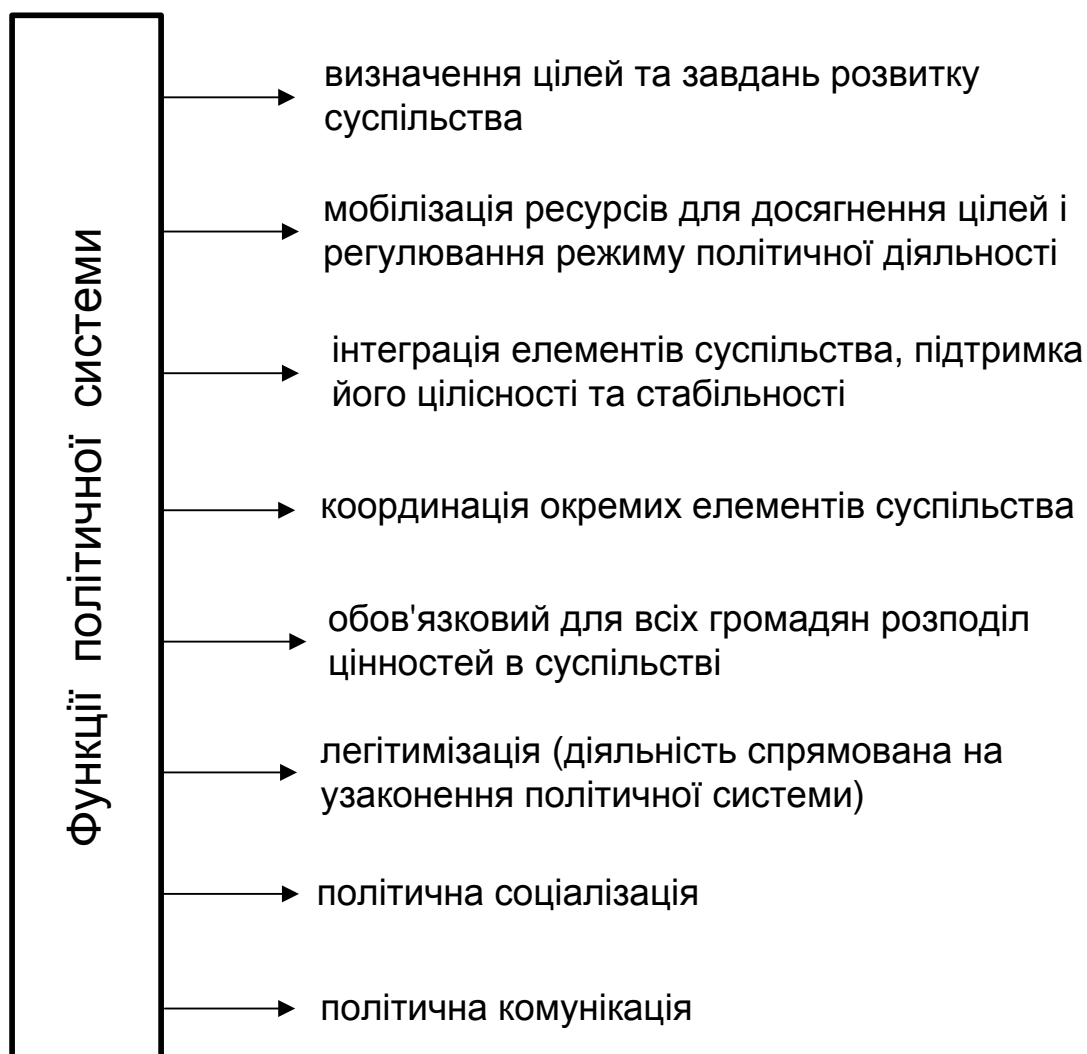 Функції політичної системи
визначення цілей та завдань розвитку
суспільства
мобілізація ресурсів для досягнення цілей і
регулювання режиму політичної діяльності
інтеграція елементів суспільства, підтримка
його цілісності та стабільності
координація окремих елементів суспільства
обов'язковий для всіх громадян розподіл
цінностей в суспільстві
легітимізація (діяльність спрямована на
узаконення політичної системи)
політична соціалізація
політична комунікація